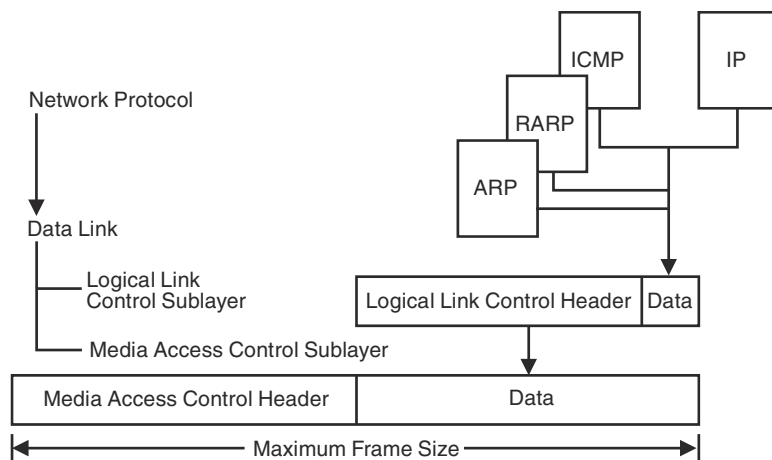 ICMP
IP
Network Protocol
RARP
ARP
Data Link
Logical Link
Control Sublayer
Logical Link Control Header
Data
Media Access Control Sublayer
Media Access Control Header
Data
Maximum Frame Size